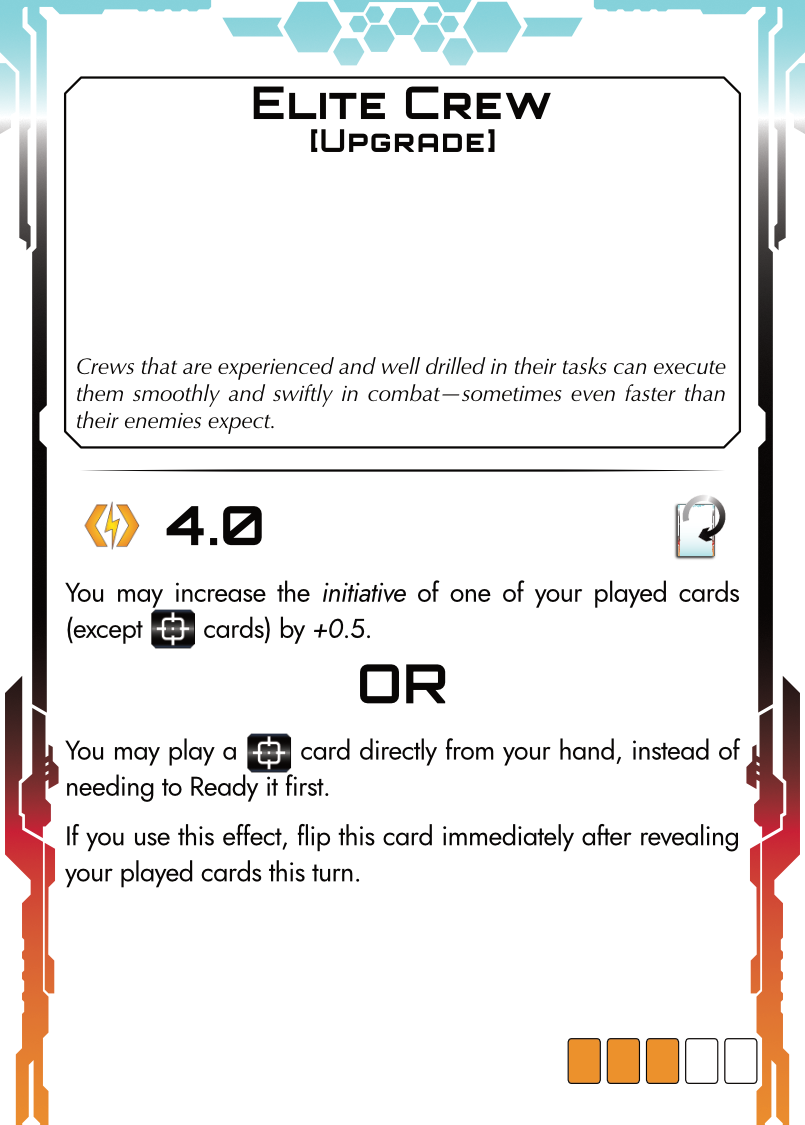 Elite Crew
[Upgrade]
Crews that are experienced and well drilled in their tasks can execute
them smoothly and swiftly in combat—sometimes even faster than
their enemies expect.
4.0
You may increase the initiative of one of your played cards
(except cards) by +0.5.
OR
You may play a card directly from your hand, instead of
needing to Ready it first.
If you use this effect, flip this card immediately after revealing
your played cards this turn.